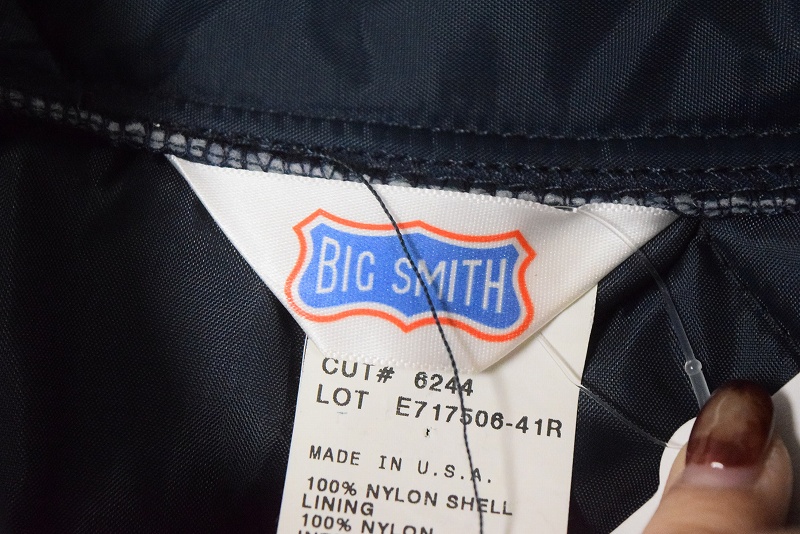 BIG SMITH
CUT# 6244
LOT E717506-41R
MADE IN U.S.A.
100% NYLON SHELL
LINING
100% NYLON